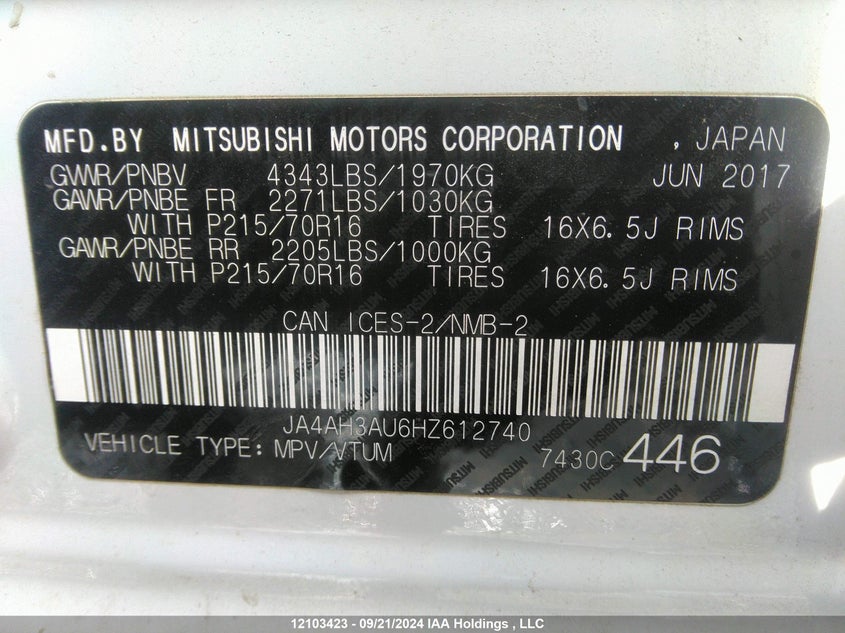 MFD.BY MITSUBISHI MOTORS CORPORATION , JAPAN
GVWR/PNBV 4343LBS/1970KG JUN 2017
GAWR/PNBE FR 2271LBS/1030KG
WITH P215/70R16 TIRES 16X6.5J RIMS
GAWR/PNBE RR 2205LBS/1000KG
WITH P215/70R16 TIRES 16X6.5J RIMS
CAN ICES-2/NMB-2
JA4AH3AU6HZ612740
VEHICLE TYPE: MPV/VTUM 7430C 446
12103423 - 09/21/2024 IAA Holdings , LLC